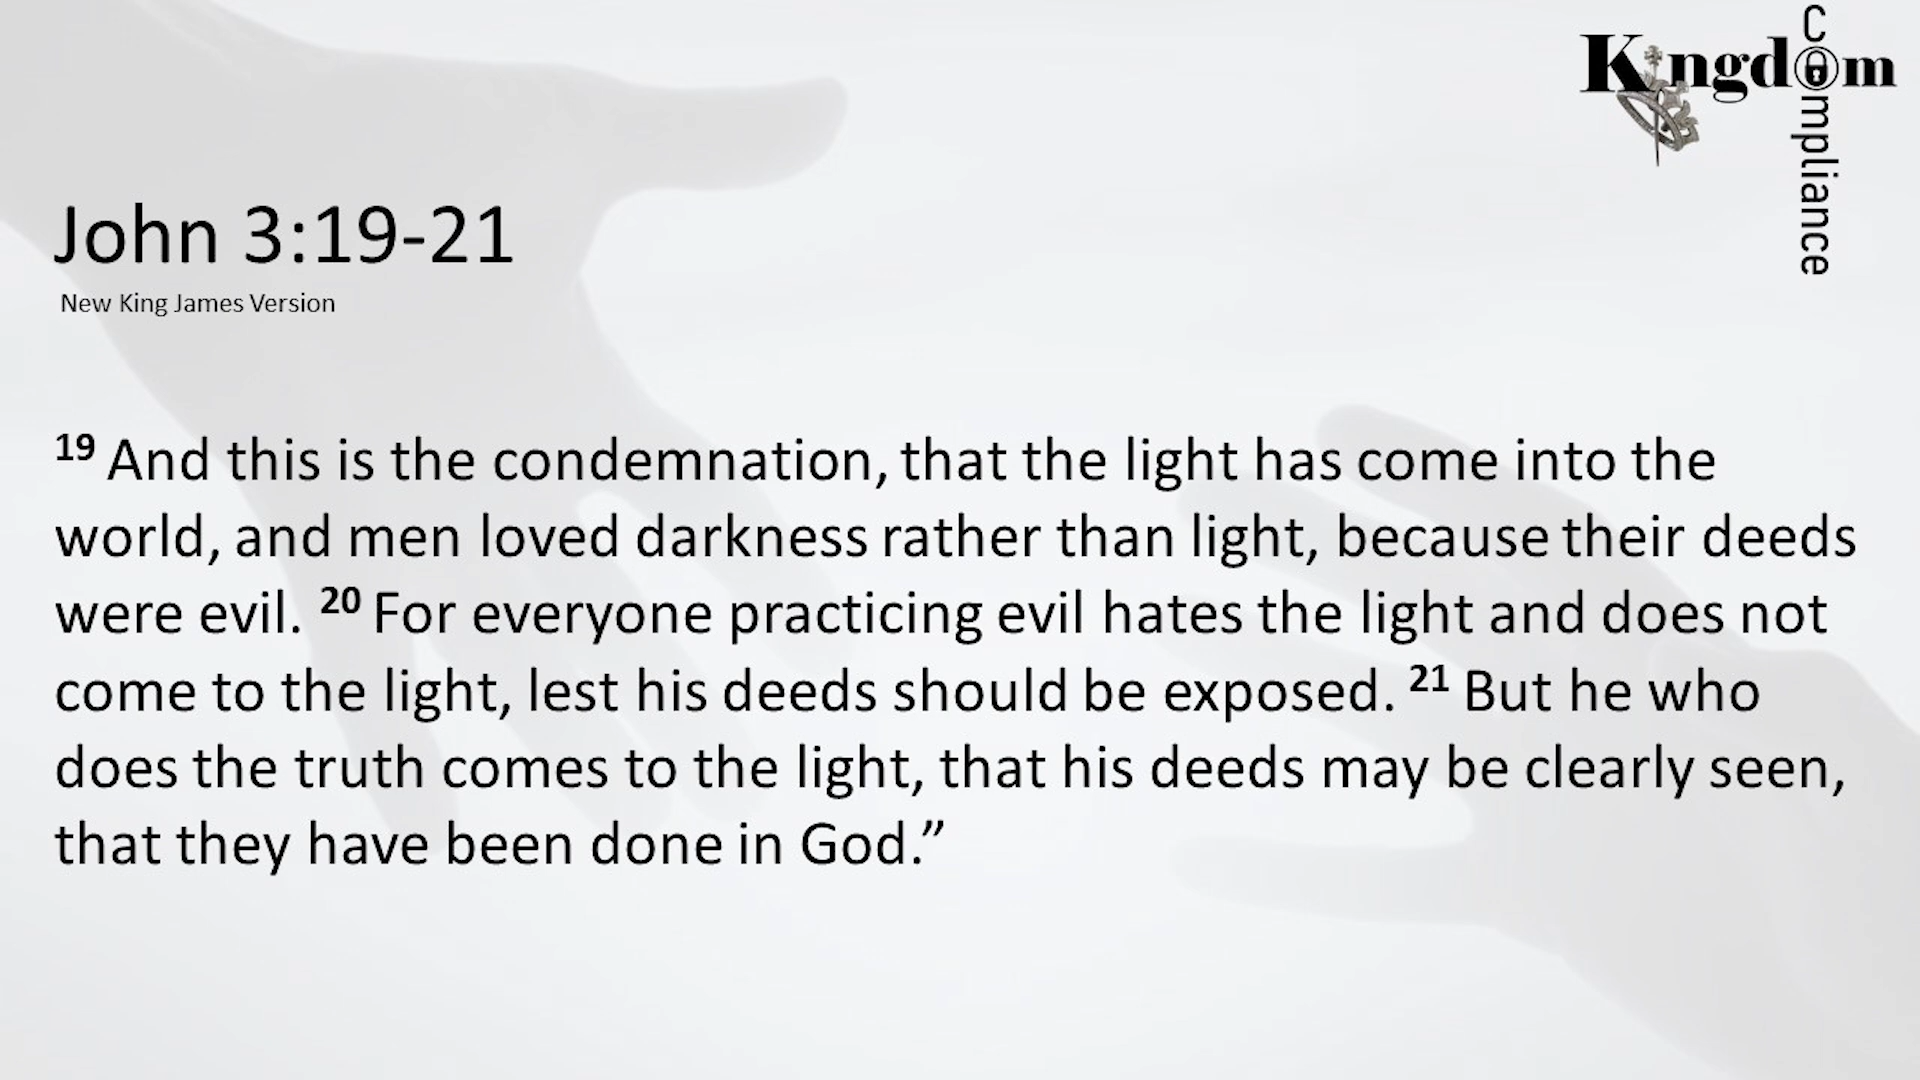 Kingdom
Compliance
John 3:19-21
New King James Version
19 And this is the condemnation, that the light has come into the
world, and men loved darkness rather than light, because their deeds
were evil. 20 For everyone practicing evil hates the light and does not
come to the light, lest his deeds should be exposed. 21 But he who
does the truth comes to the light, that his deeds may be clearly seen,
that they have been done in God.”